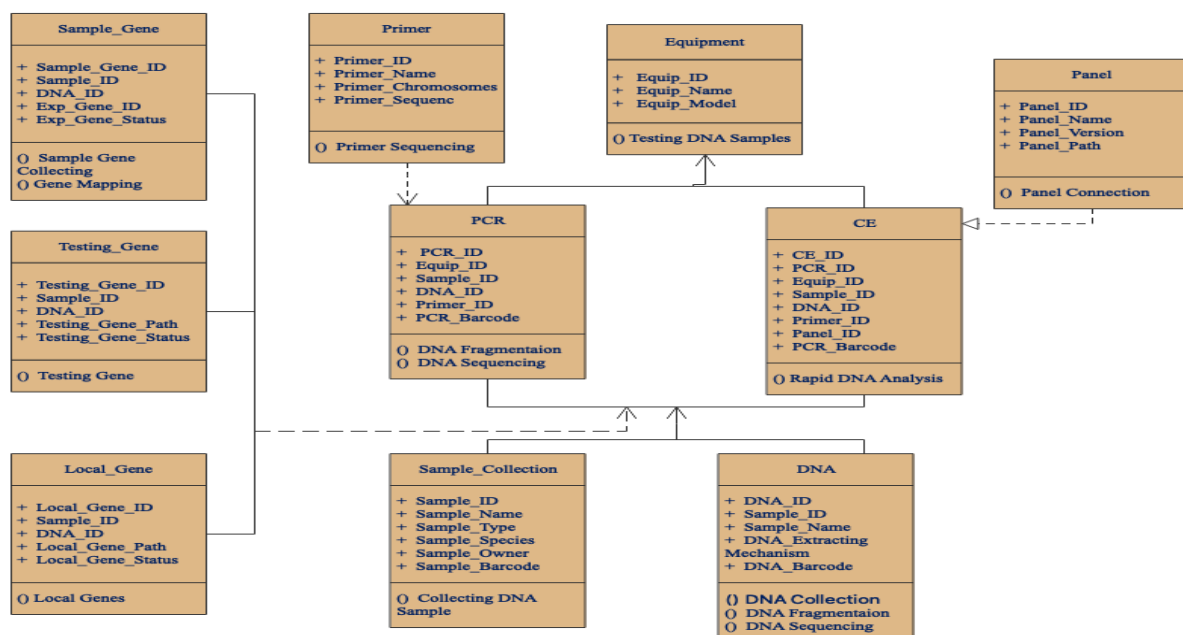 Sample_Gene
+ Sample_Gene_ID
+ Sample_ID
+ DNA_ID
+ Exp_Gene_ID
+ Exp_Gene_Status
() Sample Gene
Collecting
() Gene Mapping
Primer
+ Primer_ID
+ Primer_Name
+ Primer_Chromosomes
+ Primer_Sequenc
() Primer Sequencing
Equipment
+ Equip_ID
+ Equip_Name
+ Equip_Model
() Testing DNA Samples
Panel
+ Panel_ID
+ Panel_Name
+ Panel_Version
+ Panel_Path
() Panel Connection
Testing_Gene
+ Testing_Gene_ID
+ Sample_ID
+ DNA_ID
+ Testing_Gene_Path
+ Testing_Gene_Status
() Testing Gene
PCR
+ PCR_ID
+ Equip_ID
+ Sample_ID
+ DNA_ID
+ Primer_ID
+ PCR_Barcode
() DNA Fragmentaion
() DNA Sequencing
CE
+ CE_ID
+ PCR_ID
+ Equip_ID
+ Sample_ID
+ DNA_ID
+ Primer_ID
+ Panel_ID
+ PCR_Barcode
() Rapid DNA Analysis
Local_Gene
+ Local_Gene_ID
+ Sample_ID
+ DNA_ID
+ Local_Gene_Path
+ Local_Gene_Status
() Local Genes
Sample_Collection
+ Sample_ID
+ Sample_Name
+ Sample_Type
+ Sample_Species
+ Sample_Owner
+ Sample_Barcode
() Collecting DNA
Sample
DNA
+ DNA_ID
+ Sample_ID
+ Sample_Name
+ DNA_Extracting
Mechanism
+ DNA_Barcode
() DNA Collection
() DNA Fragmentaion
() DNA Sequencing